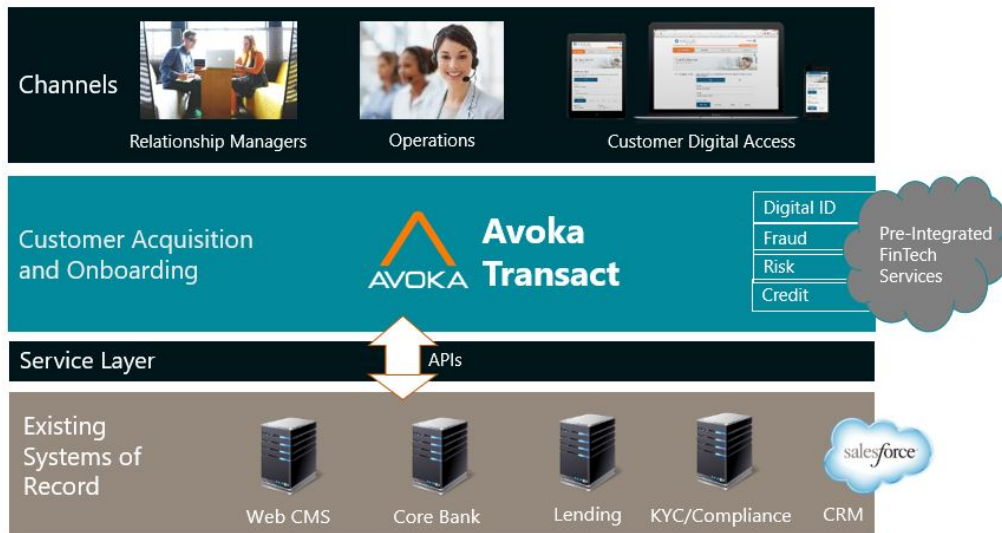 Channels
Relationship Managers
Operations
Customer Digital Access
Customer Acquisition
and Onboarding
AVOKA
Avoka
Transact
Digital ID
Fraud
Risk
Credit
Pre-Integrated
FinTech
Services
Service Layer
APIs
Existing
Systems of
Record
Web CMS
Core Bank
Lending
KYC/Compliance
salesforce
CRM